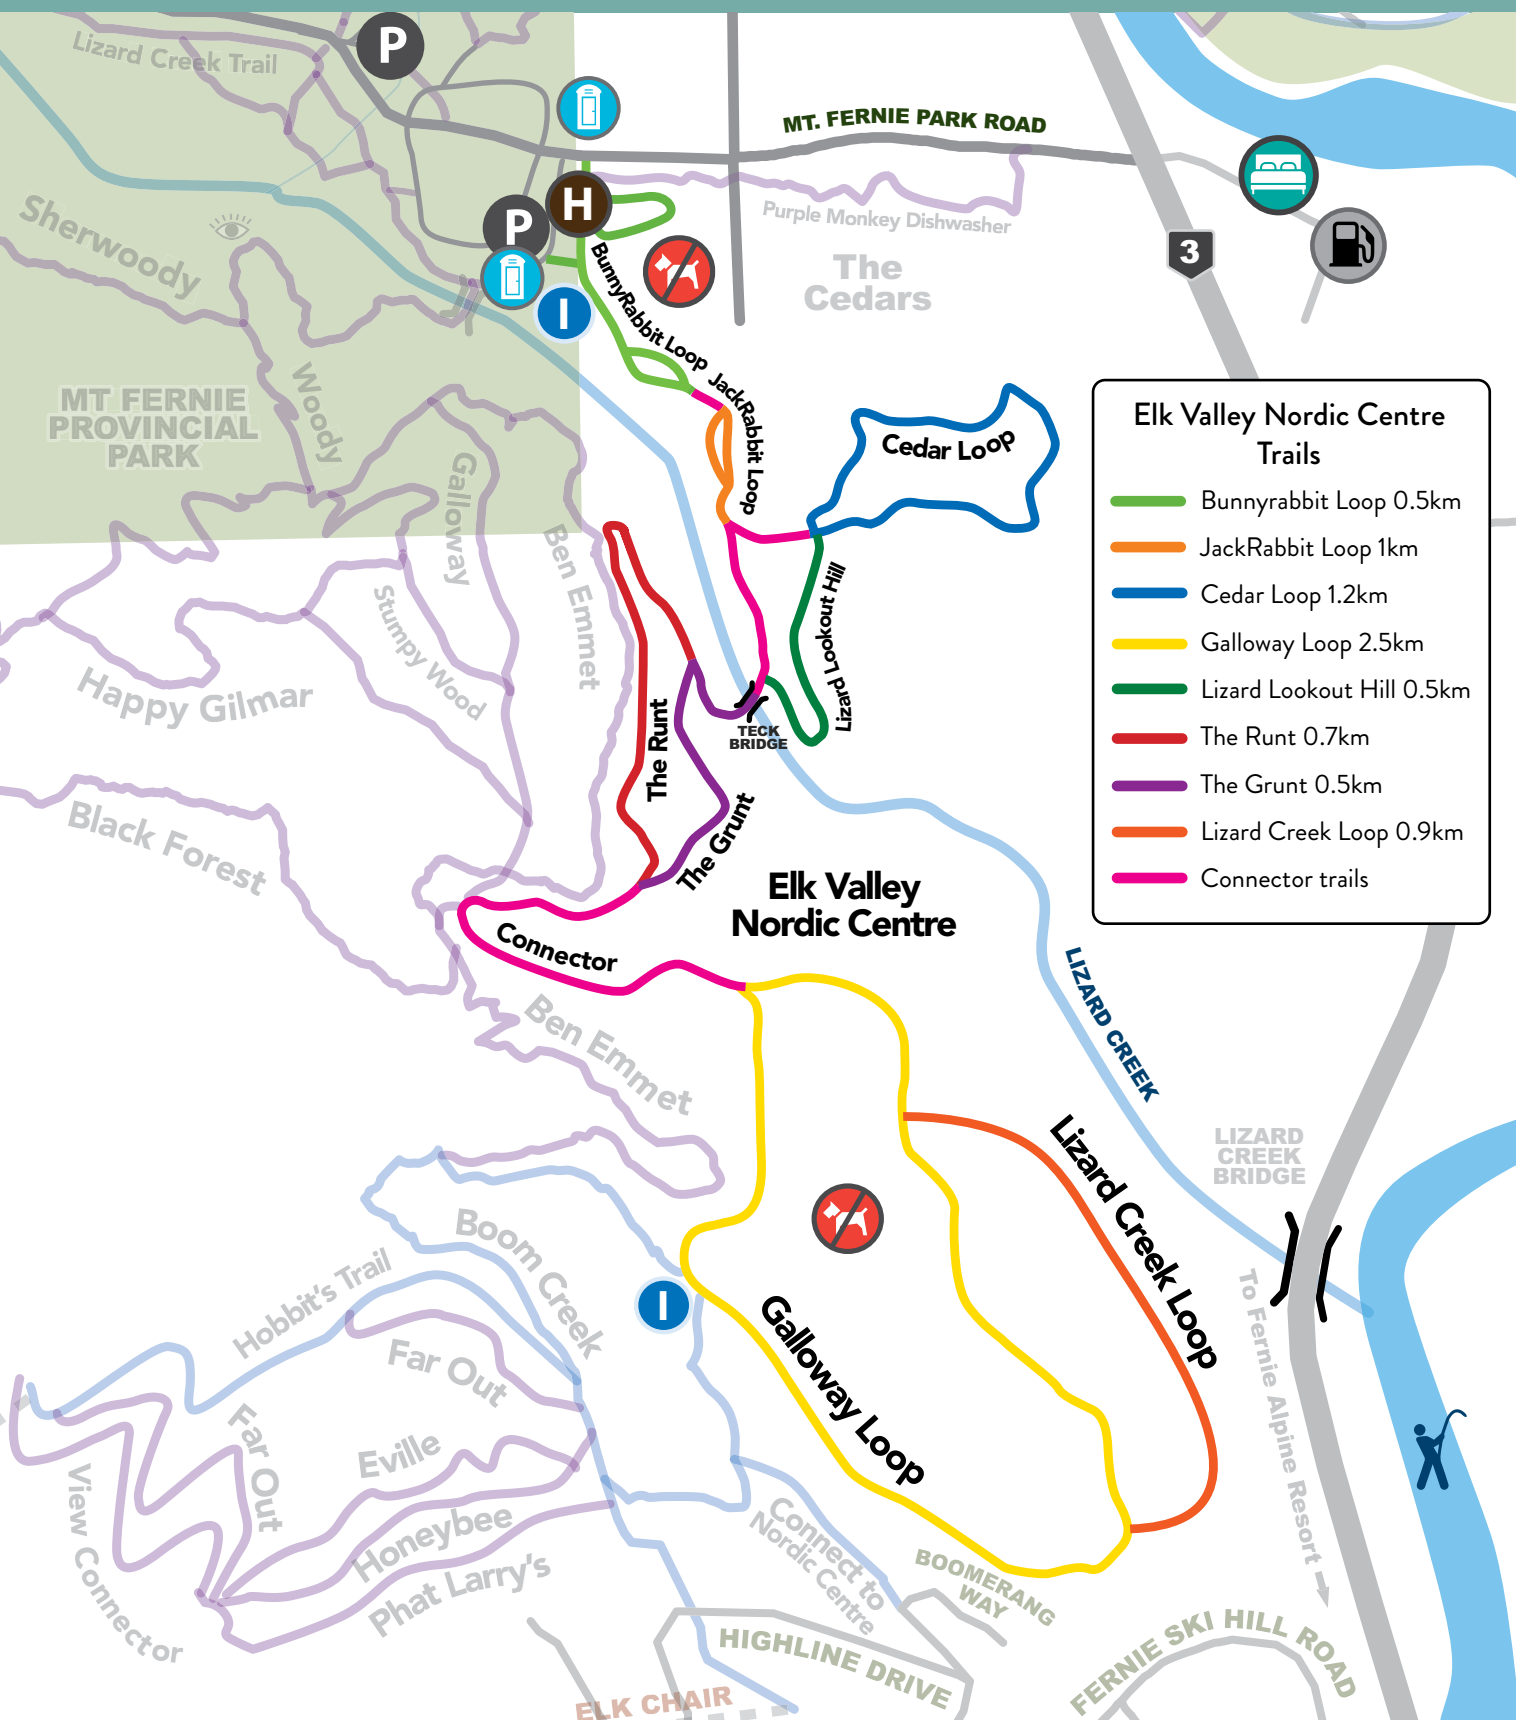 Lizard Creek Trail
P
MT. FERNIE PARK ROAD
H
P
I
Purple Monkey Dishwasher
The
Cedars
3
Sherwoody
BunnyRabbit Loop
JackRabbit Loop
MT FERNIE
PROVINCIAL
PARK
Woody
Galloway
Cedar Loop
Elk Valley Nordic Centre
Trails
Bunnyrabbit Loop 0.5km
JackRabbit Loop 1km
Cedar Loop 1.2km
Galloway Loop 2.5km
Lizard Lookout Hill 0.5km
The Runt 0.7km
The Grunt 0.5km
Lizard Creek Loop 0.9km
Connector trails
Ben Emmet
Stumpy Wood
Lizard Lookout Hill
Happy Gilmar
The Runt
TECK
BRIDGE
The Grunt
Black Forest
Elk Valley
Nordic Centre
Connector
LIZARD CREEK
Ben Emmet
LIZARD
CREEK
BRIDGE
Lizard Creek Loop
Boom Creek
Hobbit's Trail
I
Galloway Loop
Far Out
Far Out
Eville
To Fernie Alpine Resort
View Connector
Honeybee
Phat Larry's
Connect to
Nordic Centre
BOOMERANG
WAY
HIGHLINE DRIVE
FERNIE SKI HILL ROAD
ELK CHAIR